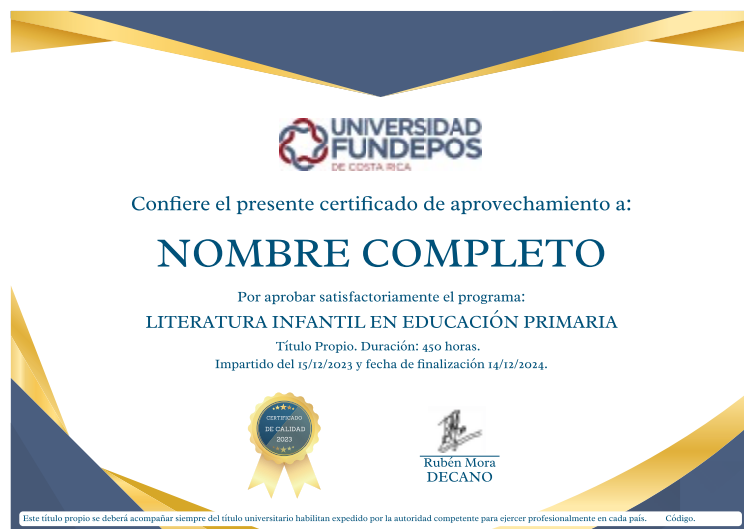 UNIVERSIDAD
FUNDEPOS
DE COSTA RICA
Confiere el presente certificado de aprovechamiento a:
NOMBRE COMPLETO
Por aprobar satisfactoriamente el programa:
LITERATURA INFANTIL EN EDUCACIÓN PRIMARIA
Título Propio. Duración: 450 horas.
Impartido del 15/12/2023 y fecha de finalización 14/12/2024.
CERTIFICADO
DE CALIDAD
2023
Rubén Mora
DECANO
Este título propio se deberá acompañar siempre del título universitario habilitan expedido por la autoridad competente para ejercer profesionalmente en cada país. Código.